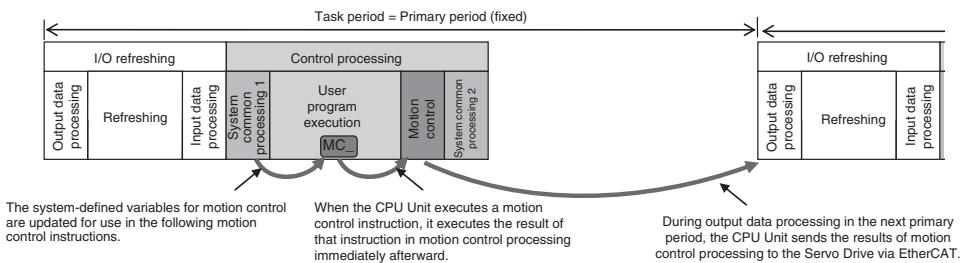 Task period = Primary period (fixed)
I/O refreshing
Control processing
I/O refreshing
Output data
processing
Refreshing
Input data
processing
System
common
processing 1
User
program
execution
MC_
Motion
control
System common
processing 2
Output data
processing
Refreshing
Input data
processing
The system-defined variables for motion control
are updated for use in the following motion
control instructions.
When the CPU Unit executes a motion
control instruction, it executes the result of
that instruction in motion control processing
immediately afterward.
During output data processing in the next primary
period, the CPU Unit sends the results of motion
control processing to the Servo Drive via EtherCAT.